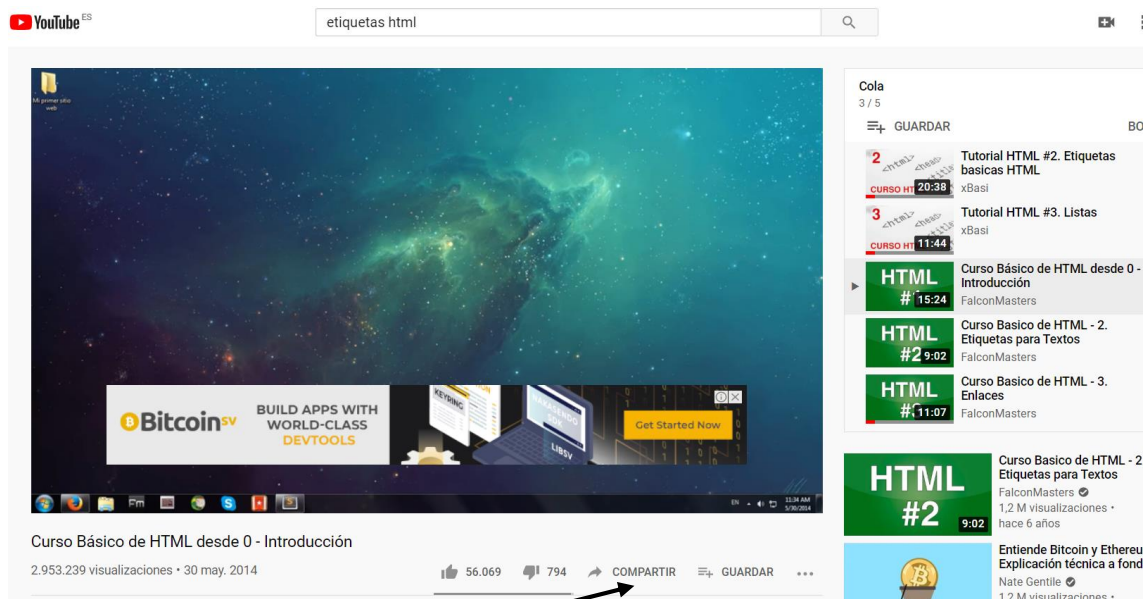 YouTube ES
etiquetas html
Mi primer sitio
web
Bitcoin SV
BUILD APPS WITH
WORLD-CLASS
DEVTOOLS
KEYRING
LIBSV
Get Started Now
EN
11:34 AM
5/30/2014
Curso Básico de HTML desde 0 - Introducción
2.953.239 visualizaciones • 30 may. 2014
56.069
794
COMPARTIR
GUARDAR
Cola
3 / 5
GUARDAR
BO
2
<html>
<head>
CURSO HT
20:38
Tutorial HTML #2. Etiquetas
basicas HTML
xBasi
3
<html>
<head>
CURSO HT
11:44
Tutorial HTML #3. Listas
xBasi
HTML
#
15:24
Curso Básico de HTML desde 0 -
Introducción
FalconMasters
HTML
#2
9:02
Curso Basico de HTML - 2.
Etiquetas para Textos
FalconMasters
HTML
#
11:07
Curso Basico de HTML - 3.
Enlaces
FalconMasters
HTML
#2
9:02
Curso Basico de HTML - 2
Etiquetas para Textos
FalconMasters
1,2 M visualizaciones •
hace 6 años
Entiende Bitcoin y Ethereu
Explicación técnica a fond
Nate Gentile
1,2 M visualizaciones •